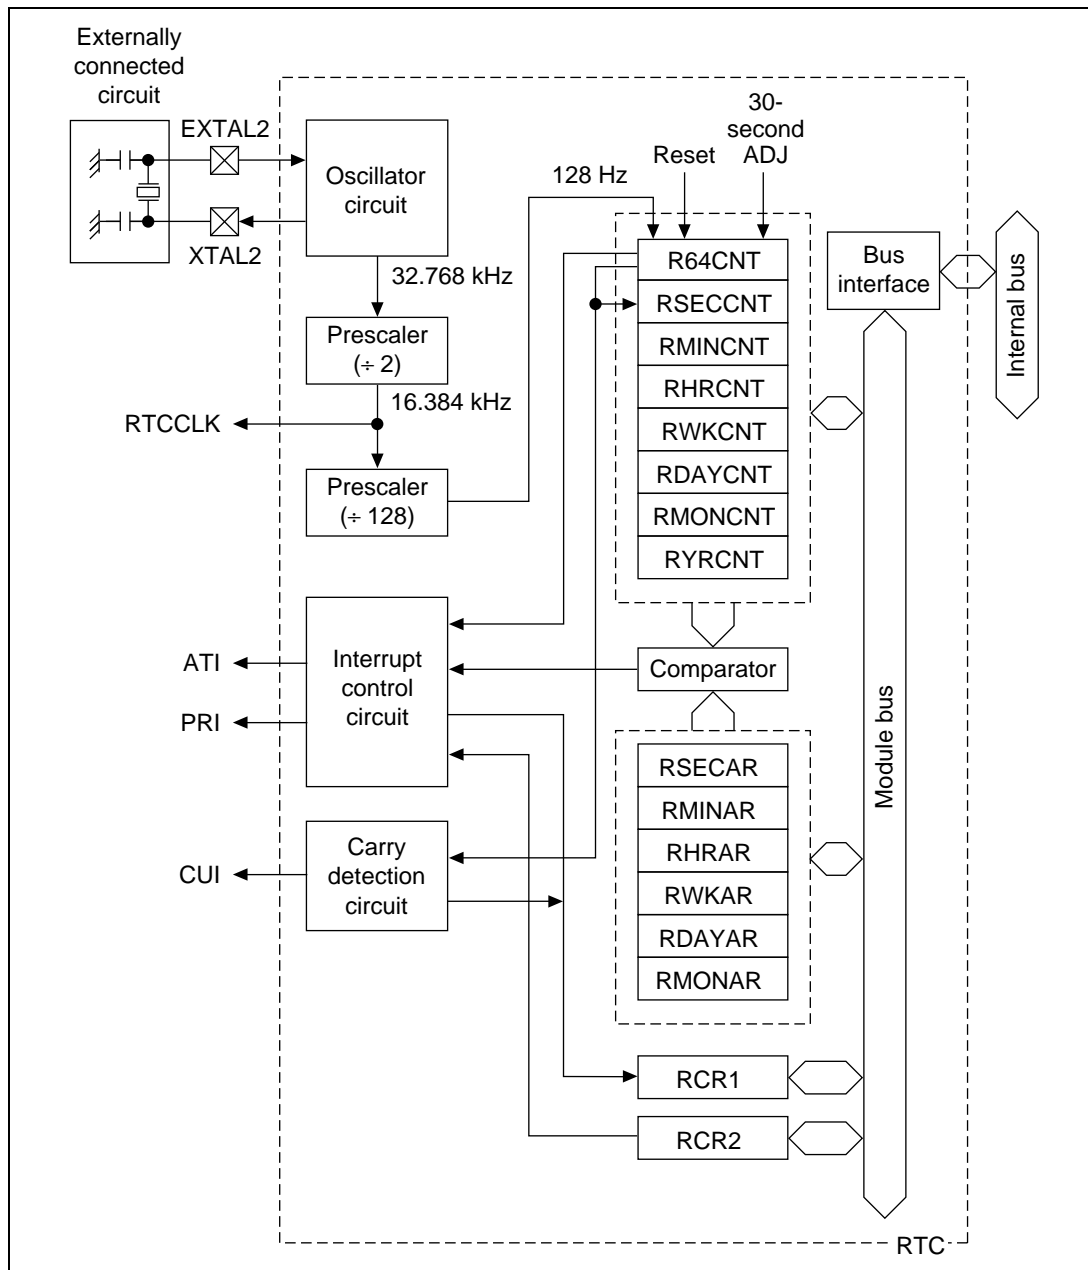 Externally
connected
circuit
EXTAL2
XTAL2
Oscillator
circuit
32.768 kHz
Prescaler
(÷ 2)
16.384 kHz
RTCCLK
Prescaler
(÷ 128)
128 Hz
Reset
30-
second
ADJ
R64CNT
RSECCNT
RMINCNT
RHRCNT
RWKCNT
RDAYCNT
RMONCNT
RYRCNT
Bus
interface
Internal bus
Module bus
ATI
PRI
Interrupt
control
circuit
Comparator
CUI
Carry
detection
circuit
RSECAR
RMINAR
RHRAR
RWKAR
RDAYAR
RMONAR
RCR1
RCR2
RTC